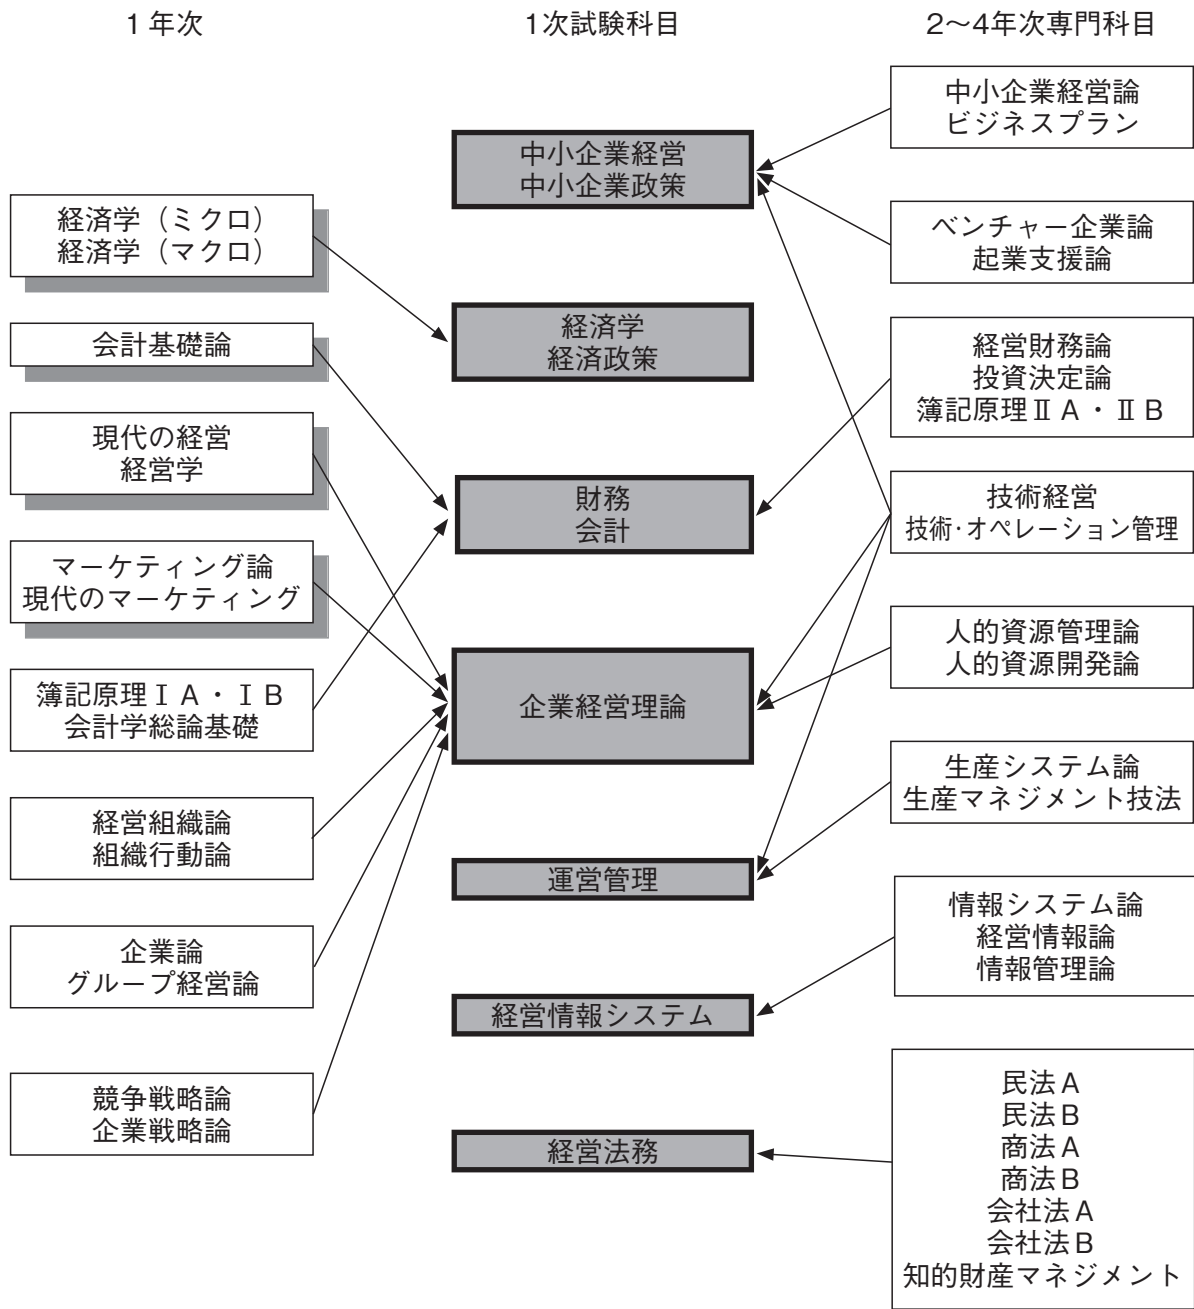 １年次
経済学（ミクロ）
経済学（マクロ）
会計基礎論
現代の経営
経営学
マーケティング論
現代のマーケティング
簿記原理ⅠＡ・ⅠＢ
会計学総論基礎
経営組織論
組織行動論
企業論
グループ経営論
競争戦略論
企業戦略論
1次試験科目
中小企業経営
中小企業政策
経済学
経済政策
財務
会計
企業経営理論
運営管理
経営情報システム
経営法務
2〜4年次専門科目
中小企業経営論
ビジネスプラン
ベンチャー企業論
起業支援論
経営財務論
投資決定論
簿記原理ⅡＡ・ⅡＢ
技術経営
技術･オペレーション管理
人的資源管理論
人的資源開発論
生産システム論
生産マネジメント技法
情報システム論
経営情報論
情報管理論
民法Ａ
民法Ｂ
商法Ａ
商法Ｂ
会社法Ａ
会社法Ｂ
知的財産マネジメント